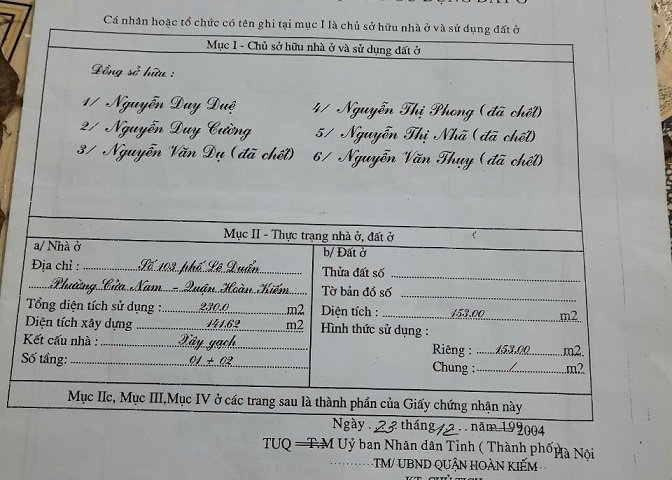 Cá nhân hoặc tổ chức có tên ghi tại mục I là chủ sở hữu nhà ở và sử dụng đất ở
Mục I - Chủ sở hữu nhà ở và sử dụng đất ở
Đồng sở hữu :
1/ Nguyễn Duy Duệ
4/ Nguyễn Thị Phong (đã chết)
2/ Nguyễn Duy Cường
5/ Nguyễn Thị Nhã (đã chết)
3/ Nguyễn Văn Dụ (đã chết)
6/ Nguyễn Văn Thụy (đã chết)
Mục II - Thực trạng nhà ở, đất ở
a/ Nhà ở
Địa chỉ : Số 103 phố Lê Duẩn
Phường Cửa Nam - Quận Hoàn Kiếm
Tổng diện tích sử dụng : 230.0 m2
Diện tích xây dựng 141.62 m2
Kết cấu nhà : Xây gạch
Số tầng: 01 + 02
b/ Đất ở
Thửa đất số
Tờ bản đồ số
Diện tích : 153.00 m2
Hình thức sử dụng :
Riêng : 153.00 m2
Chung : / m2
Mục IIc, Mục III,Mục IV ở các trang sau là thành phần của Giấy chứng nhận này
Ngày . 23 tháng 12 .. năm 199 2004
TUQ T.M Uỷ ban Nhân dân Tỉnh ( Thành phố) Hà Nội
TM/ UBND QUẬN HOÀN KIẾM
KT. CHỦ TỊCH